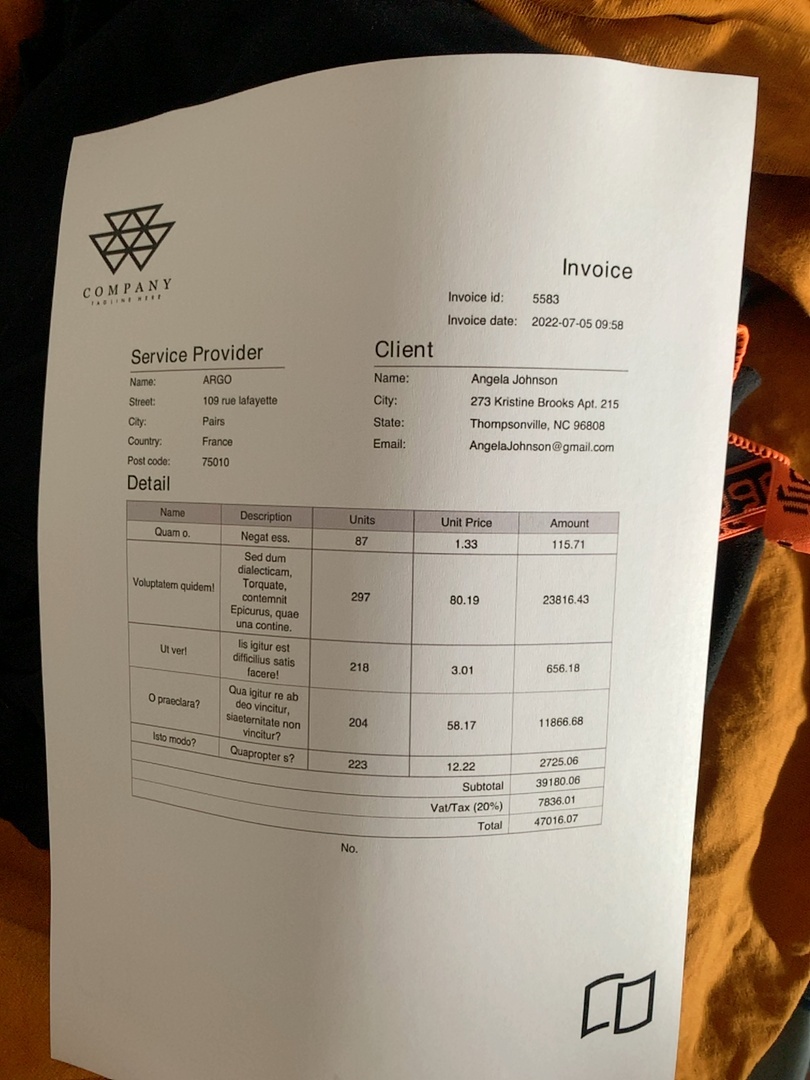 COMPANY
TAGLINE HERE
Invoice
Invoice id: 5583
Invoice date: 2022-07-05 09:58
Service Provider
Name: ARGO
Street: 109 rue lafayette
City: Pairs
Country: France
Post code: 75010
Client
Name: Angela Johnson
City: 273 Kristine Brooks Apt. 215
State: Thompsonville, NC 96808
Email: AngelaJohnson@gmail.com
Detail
Name Description Units Unit Price Amount
Quam o. Negat ess. 87 1.33 115.71
Voluptatem quidem! Sed dum
dialecticam,
Torquate,
contemnit
Epicurus, quae
una contine. 297 80.19 23816.43
Ut ver! Iis igitur est
difficilius satis
facere! 218 3.01 656.18
O praeclara? Qua igitur re ab
deo vincitur,
siaeternitate non
vincitur? 204 58.17 11866.68
Isto modo? Quapropter s? 223 12.22 2725.06
Subtotal 39180.06
Vat/Tax (20%) 7836.01
Total 47016.07
No.